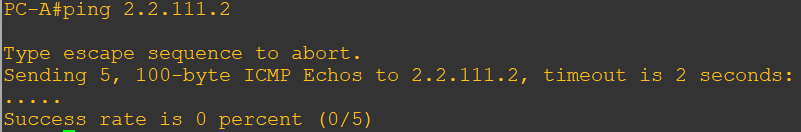 PC-A#ping 2.2.111.2
Type escape sequence to abort.
Sending 5, 100-byte ICMP Echos to 2.2.111.2, timeout is 2 seconds:
.....
Success rate is 0 percent (0/5)